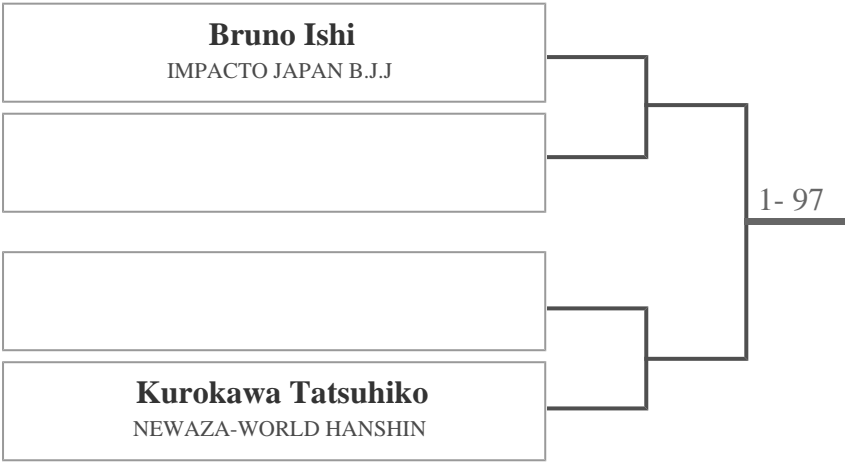 Bruno Ishi
IMPACTO JAPAN B.J.J
1- 97
Kurokawa Tatsuhiko
NEWAZA-WORLD HANSHIN